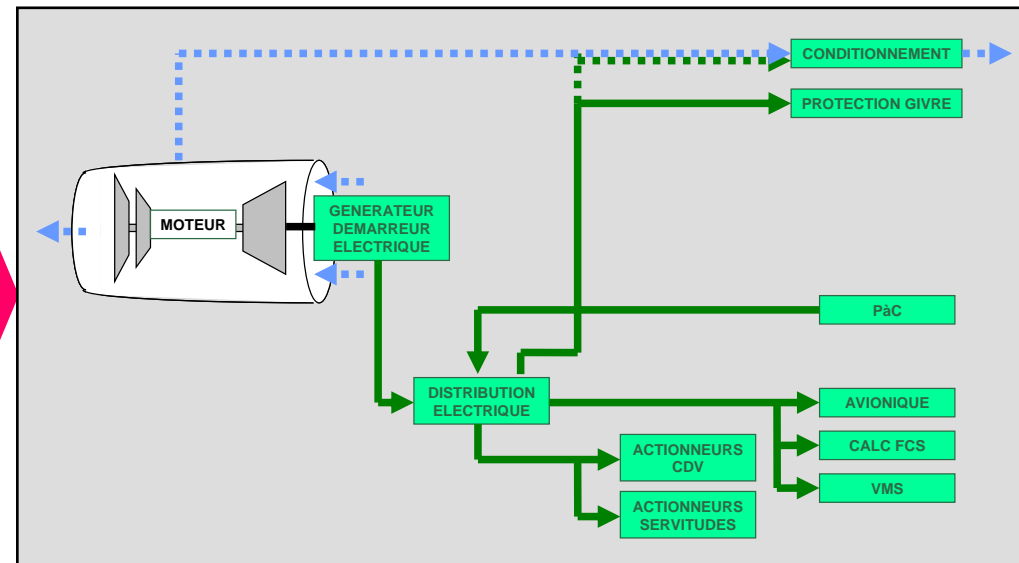 CONDITIONNEMENT
PROTECTION GIVRE
MOTEUR
GENERATEUR
DEMARREUR
ELECTRIQUE
PàC
DISTRIBUTION
ELECTRIQUE
AVIONIQUE
ACTIONNEURS
CDV
CALC FCS
VMS
ACTIONNEURS
SERVITUDES